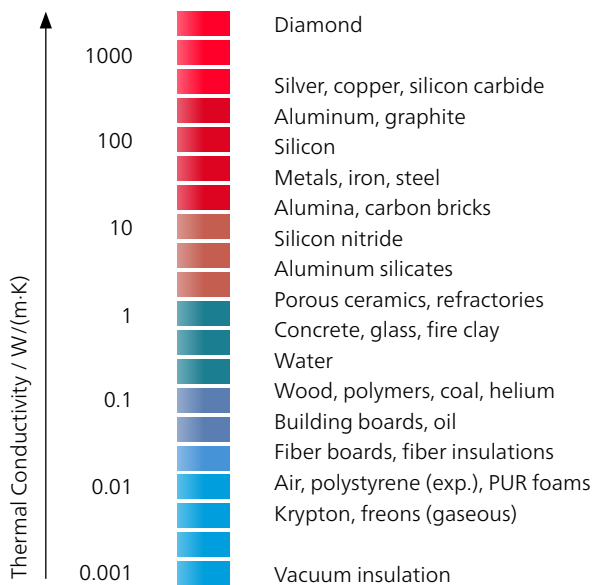 Diamond
1000
Silver, copper, silicon carbide
Aluminum, graphite
100
Silicon
Metals, iron, steel
Alumina, carbon bricks
10
Silicon nitride
Aluminum silicates
Porous ceramics, refractories
1
Concrete, glass, fire clay
Water
Wood, polymers, coal, helium
0.1
Building boards, oil
Fiber boards, fiber insulations
Air, polystyrene (exp.), PUR foams
0.01
Krypton, freons (gaseous)
0.001
Vacuum insulation
Thermal Conductivity / W/(m·K)